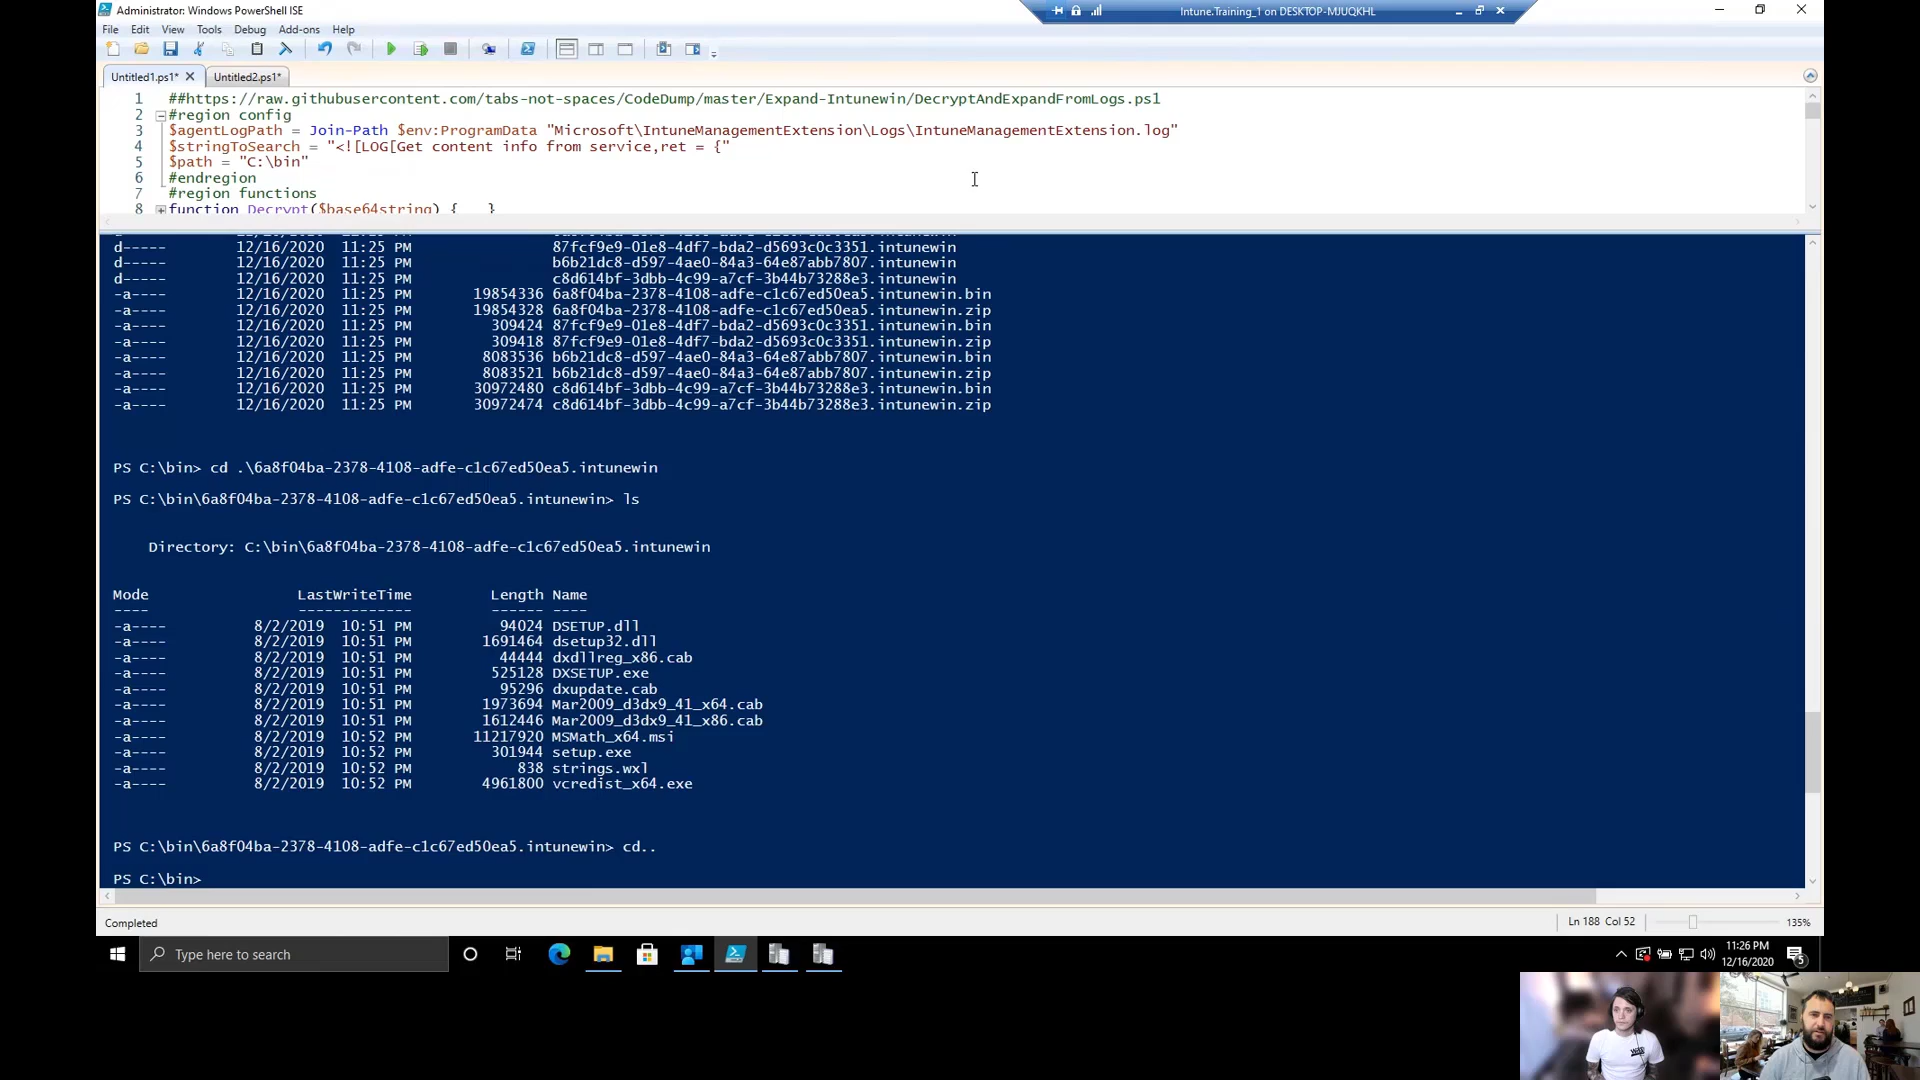 Administrator: Windows PowerShell ISE
Intune.Training_1 on DESKTOP-MJUQKHL
File Edit View Tools Debug Add-ons Help
Untitled1.ps1* Untitled2.ps1*
1 ##https://raw.githubusercontent.com/tabs-not-spaces/CodeDump/master/Expand-Intunewin/DecryptAndExpandFromLogs.ps1
2 #region config
3 $agentLogPath = Join-Path $env:ProgramData "Microsoft\IntuneManagementExtension\Logs\IntuneManagementExtension.log"
4 $stringToSearch = "<![LOG[Get content info from service,ret = {"
5 $path = "C:\bin"
6 #endregion
7 #region functions
8 function Decrypt($base64string) { }
d----- 12/16/2020 11:25 PM 87fcf9e9-01e8-4df7-bda2-d5693c0c3351.intunewin
d----- 12/16/2020 11:25 PM b6b21dc8-d597-4ae0-84a3-64e87abb7807.intunewin
d----- 12/16/2020 11:25 PM c8d614bf-3dbb-4c99-a7cf-3b44b73288e3.intunewin
-a---- 12/16/2020 11:25 PM 19854336 6a8f04ba-2378-4108-adfe-c1c67ed50ea5.intunewin.bin
-a---- 12/16/2020 11:25 PM 19854328 6a8f04ba-2378-4108-adfe-c1c67ed50ea5.intunewin.zip
-a---- 12/16/2020 11:25 PM 309424 87fcf9e9-01e8-4df7-bda2-d5693c0c3351.intunewin.bin
-a---- 12/16/2020 11:25 PM 309418 87fcf9e9-01e8-4df7-bda2-d5693c0c3351.intunewin.zip
-a---- 12/16/2020 11:25 PM 8083536 b6b21dc8-d597-4ae0-84a3-64e87abb7807.intunewin.bin
-a---- 12/16/2020 11:25 PM 8083521 b6b21dc8-d597-4ae0-84a3-64e87abb7807.intunewin.zip
-a---- 12/16/2020 11:25 PM 30972480 c8d614bf-3dbb-4c99-a7cf-3b44b73288e3.intunewin.bin
-a---- 12/16/2020 11:25 PM 30972474 c8d614bf-3dbb-4c99-a7cf-3b44b73288e3.intunewin.zip
PS C:\bin> cd .\6a8f04ba-2378-4108-adfe-c1c67ed50ea5.intunewin
PS C:\bin\6a8f04ba-2378-4108-adfe-c1c67ed50ea5.intunewin> ls
Directory: C:\bin\6a8f04ba-2378-4108-adfe-c1c67ed50ea5.intunewin
Mode LastWriteTime Length Name
---- ------------- ------ ----
-a---- 8/2/2019 10:51 PM 94024 DSETUP.dll
-a---- 8/2/2019 10:51 PM 1691464 dsetup32.dll
-a---- 8/2/2019 10:51 PM 44444 dxdllreg_x86.cab
-a---- 8/2/2019 10:51 PM 525128 DXSETUP.exe
-a---- 8/2/2019 10:51 PM 95296 dxupdate.cab
-a---- 8/2/2019 10:51 PM 1973694 Mar2009_d3dx9_41_x64.cab
-a---- 8/2/2019 10:51 PM 1612446 Mar2009_d3dx9_41_x86.cab
-a---- 8/2/2019 10:52 PM 11217920 MSMath_x64.msi
-a---- 8/2/2019 10:52 PM 301944 setup.exe
-a---- 8/2/2019 10:52 PM 838 strings.wxl
-a---- 8/2/2019 10:52 PM 4961800 vcredist_x64.exe
PS C:\bin\6a8f04ba-2378-4108-adfe-c1c67ed50ea5.intunewin> cd..
PS C:\bin>
Completed Ln 188 Col 52 135%
Type here to search
11:26 PM
12/16/2020
5